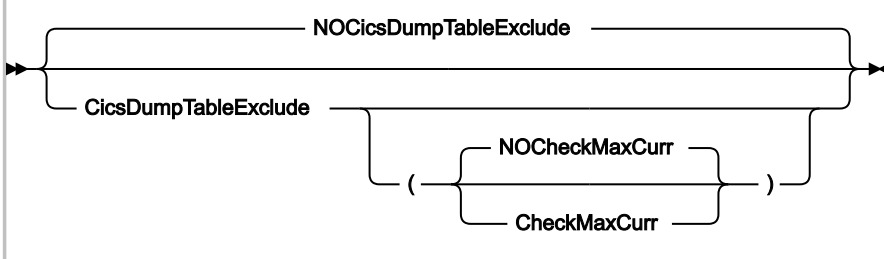 NOCicsDumpTableExclude
CicsDumpTableExclude
NOCheckMaxCurr
( )
CheckMaxCurr